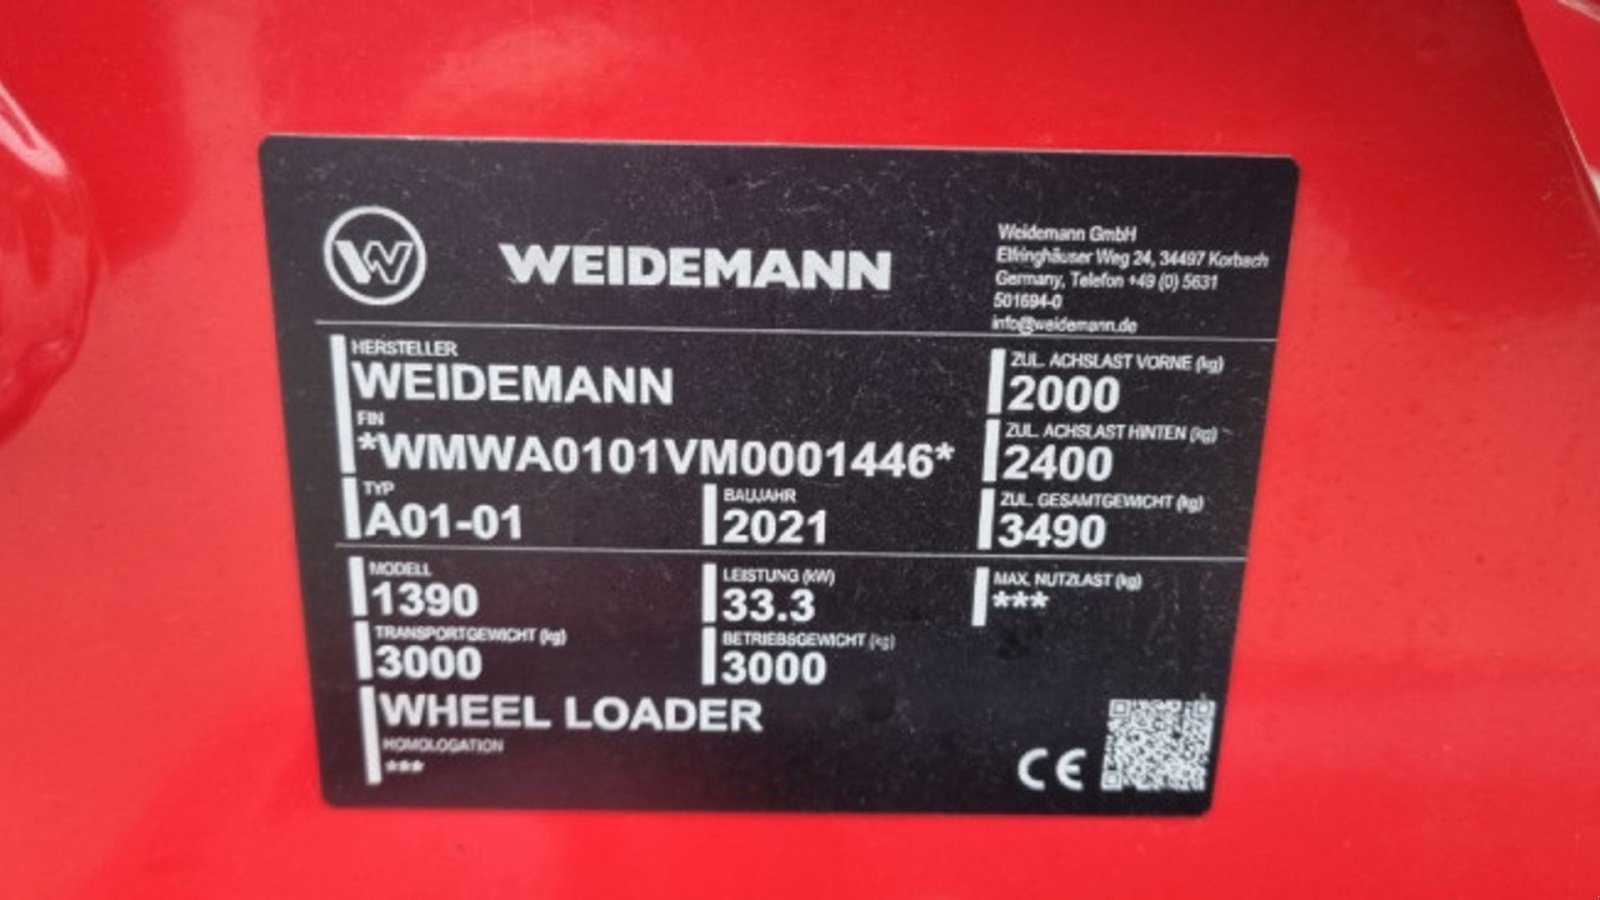 W WEIDEMANN
Weidemann GmbH
Elfringhäuser Weg 24, 34497 Korbach
Germany, Telefon +49 (0) 5631
501694-0
info@weidemann.de
HERSTELLER
WEIDEMANN
FIN
*WMWA0101VM0001446*
TYP
A01-01
BAUJAHR
2021
ZUL. ACHSLAST VORNE (kg)
2000
ZUL. ACHSLAST HINTEN (kg)
2400
ZUL. GESAMTGEWICHT (kg)
3490
MODELL
1390
LEISTUNG (kW)
33.3
MAX. NUTZLAST (kg)
***
TRANSPORTGEWICHT (kg)
3000
BETRIEBSGEWICHT (kg)
3000
WHEEL LOADER
HOMOLOGATION
***
CE